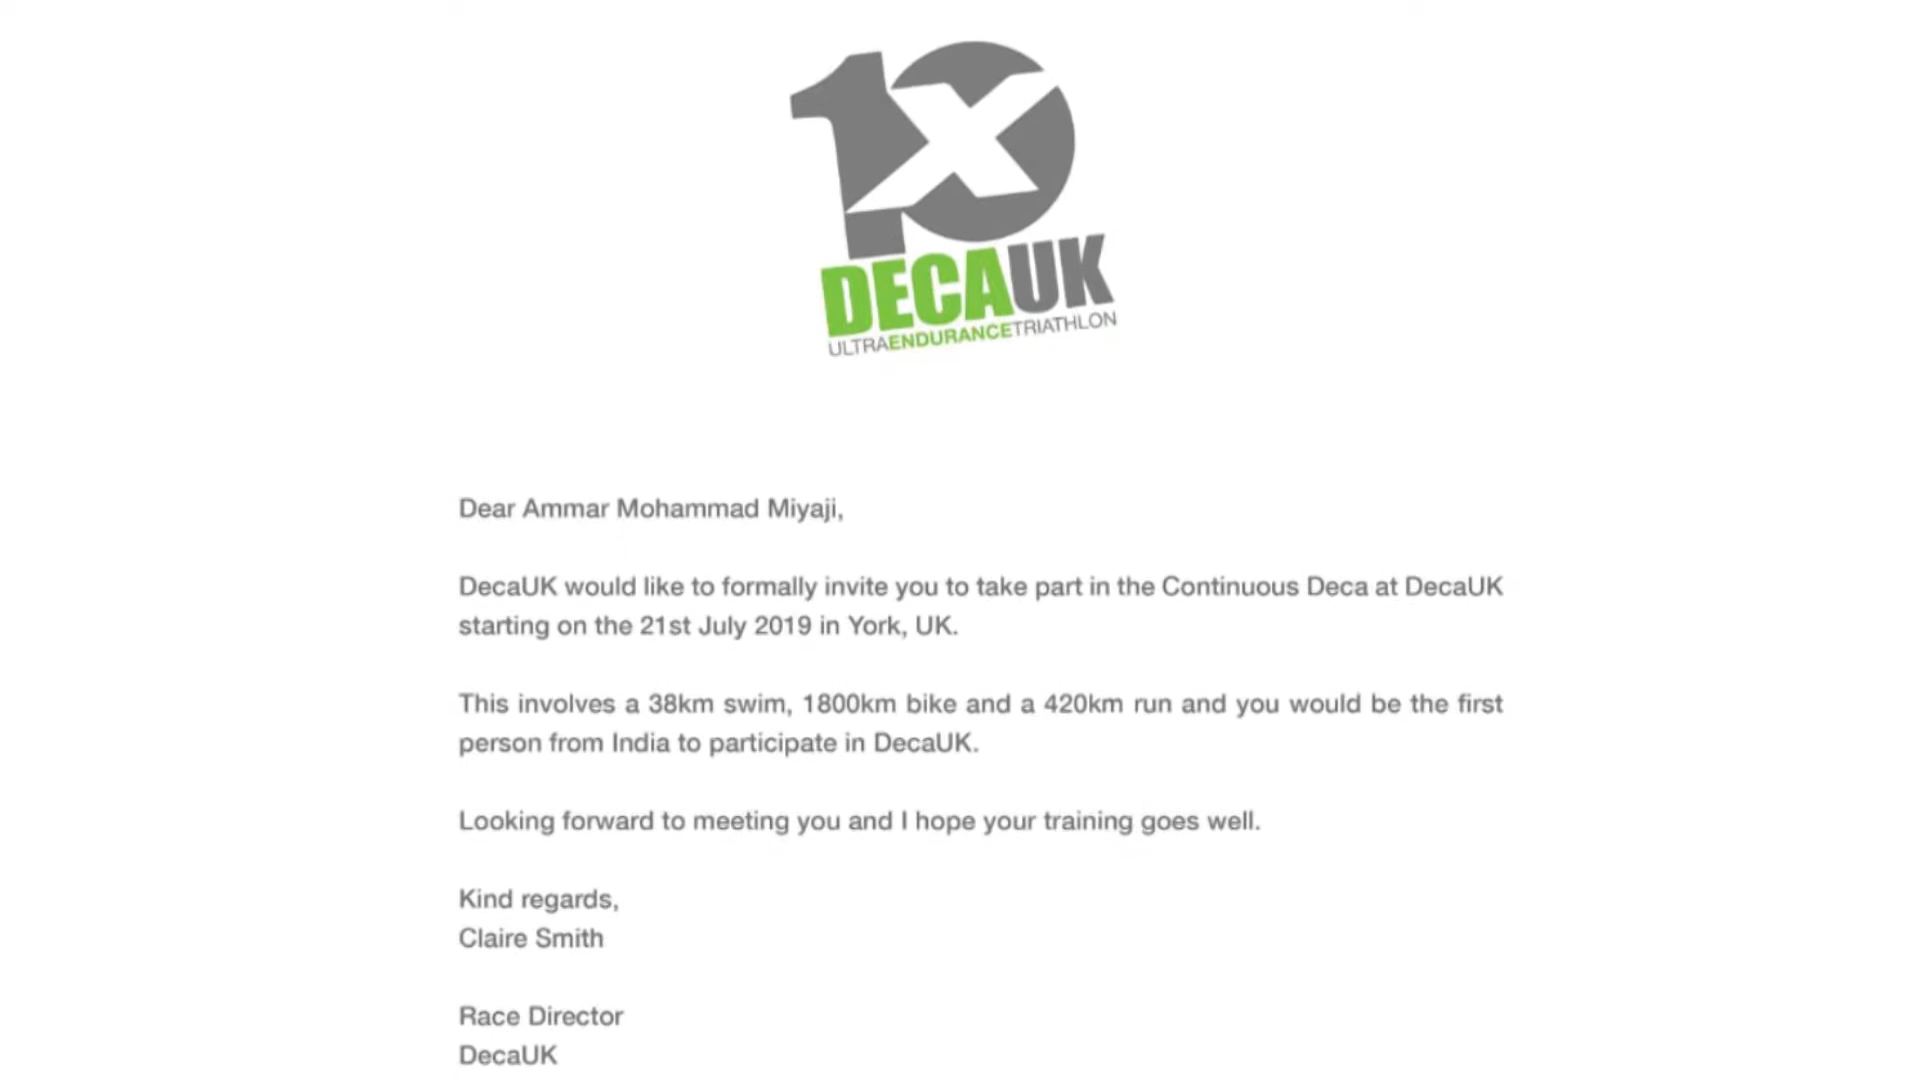 10X
DECAUK
ULTRAENDURANCETRIATHLON
Dear Ammar Mohammad Miyaji,
DecaUK would like to formally invite you to take part in the Continuous Deca at DecaUK
starting on the 21st July 2019 in York, UK.
This involves a 38km swim, 1800km bike and a 420km run and you would be the first
person from India to participate in DecaUK.
Looking forward to meeting you and I hope your training goes well.
Kind regards,
Claire Smith
Race Director
DecaUK